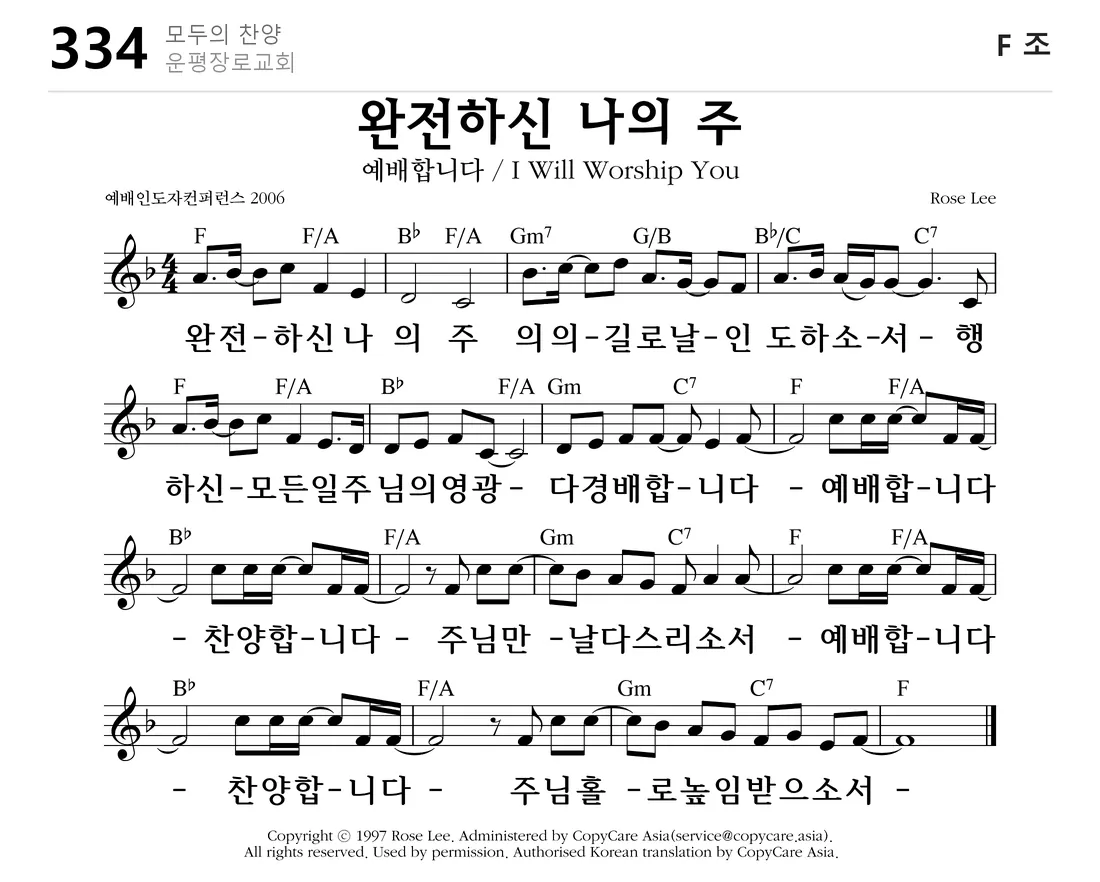 334 모두의 찬양
운평장로교회
F 조
완전하신 나의 주
예배합니다 / I Will Worship You
예배인도자컨퍼런스 2006 Rose Lee
F F/A B♭ F/A Gm7 G/B B♭/C C7
4/4
완전-하신나 의 주 의의-길로날-인 도하소-서 - 행
F F/A B♭ F/A Gm C7 F F/A
하신-모든일주님의영광- 다경배합-니다 - 예배합-니다
B♭ F/A Gm C7 F F/A
- 찬양합-니다 - 주님만 -날다스리소서 - 예배합-니다
B♭ F/A Gm C7 F
- 찬양합-니다 - 주님홀 -로높임받으소서 -
Copyright ⓒ 1997 Rose Lee. Administered by CopyCare Asia(service@copycare.asia).
All rights reserved. Used by permission. Authorised Korean translation by CopyCare Asia.